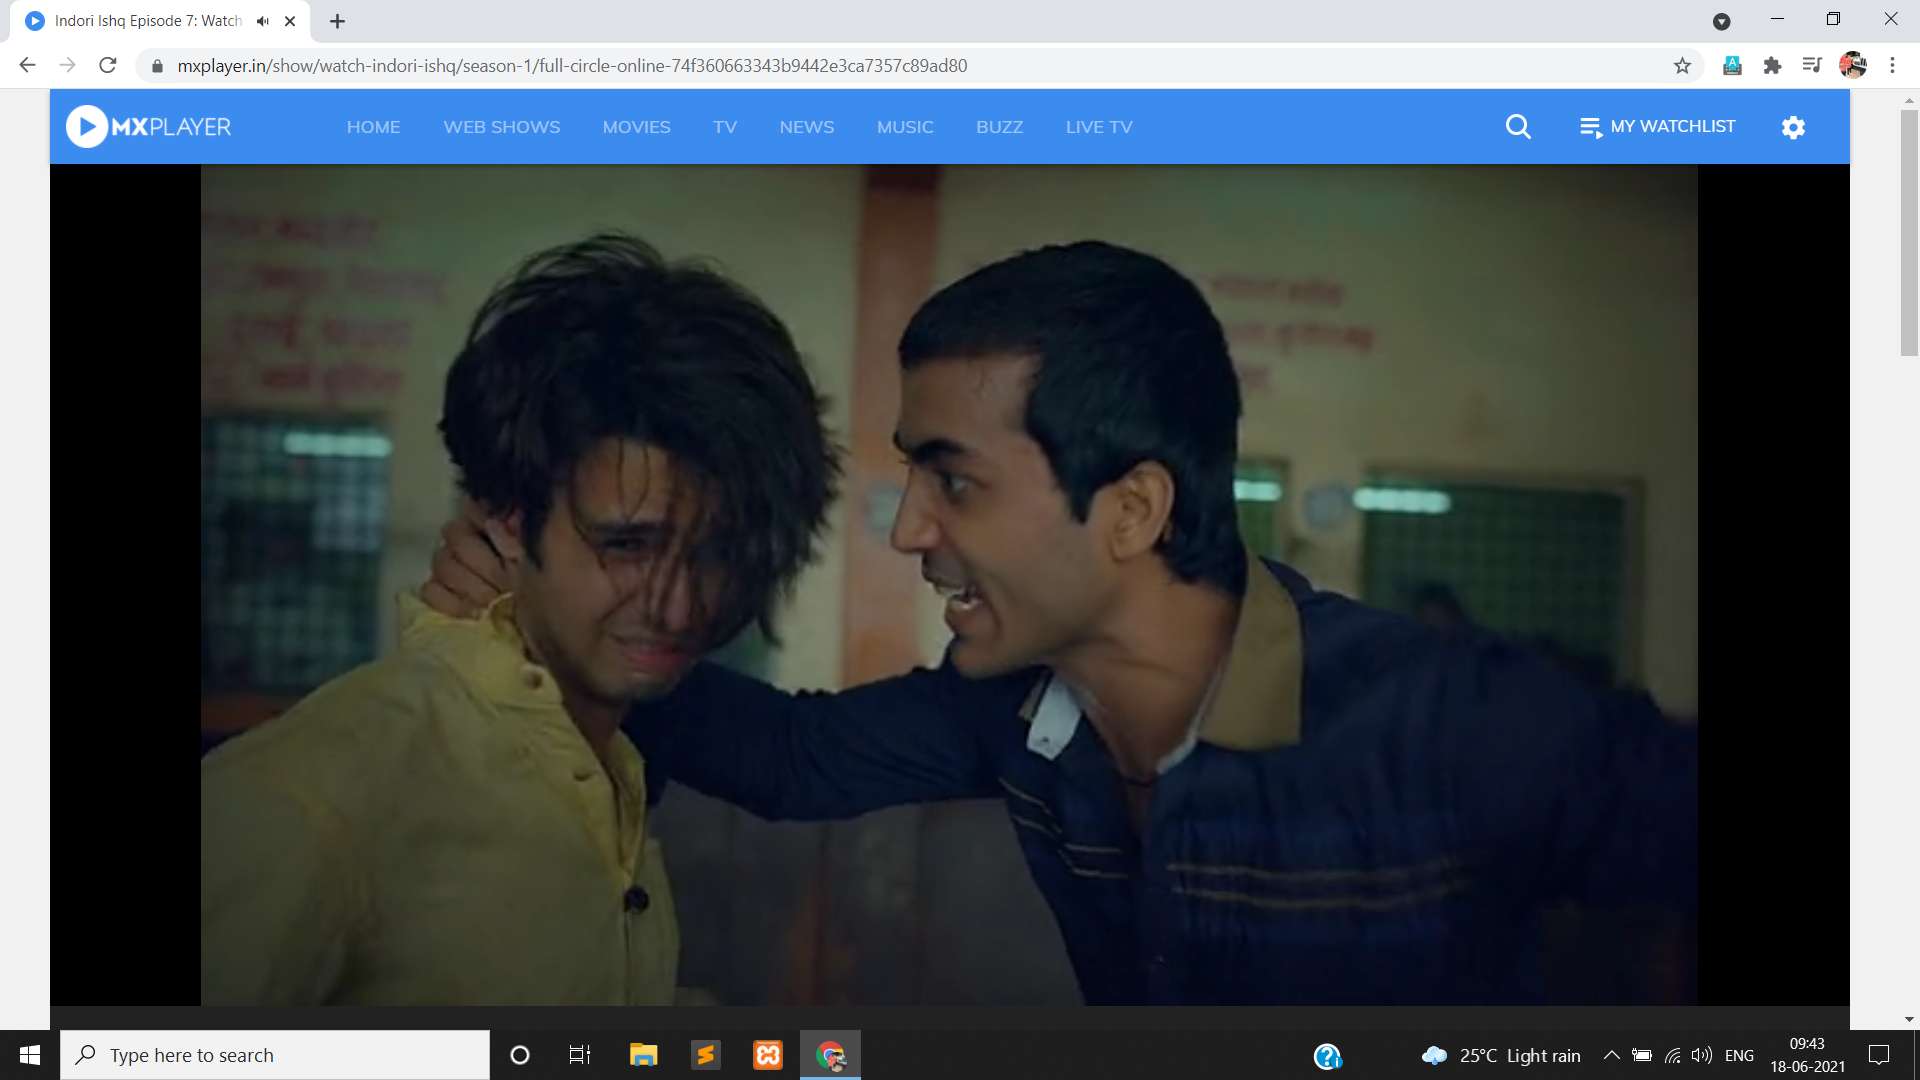 Indori Ishq Episode 7: Watch
mxplayer.in/show/watch-indori-ishq/season-1/full-circle-online-74f360663343b9442e3ca7357c89ad80
MXPLAYER HOME WEB SHOWS MOVIES TV NEWS MUSIC BUZZ LIVE TV MY WATCHLIST
Type here to search
25°C Light rain
ENG
09:43
18-06-2021